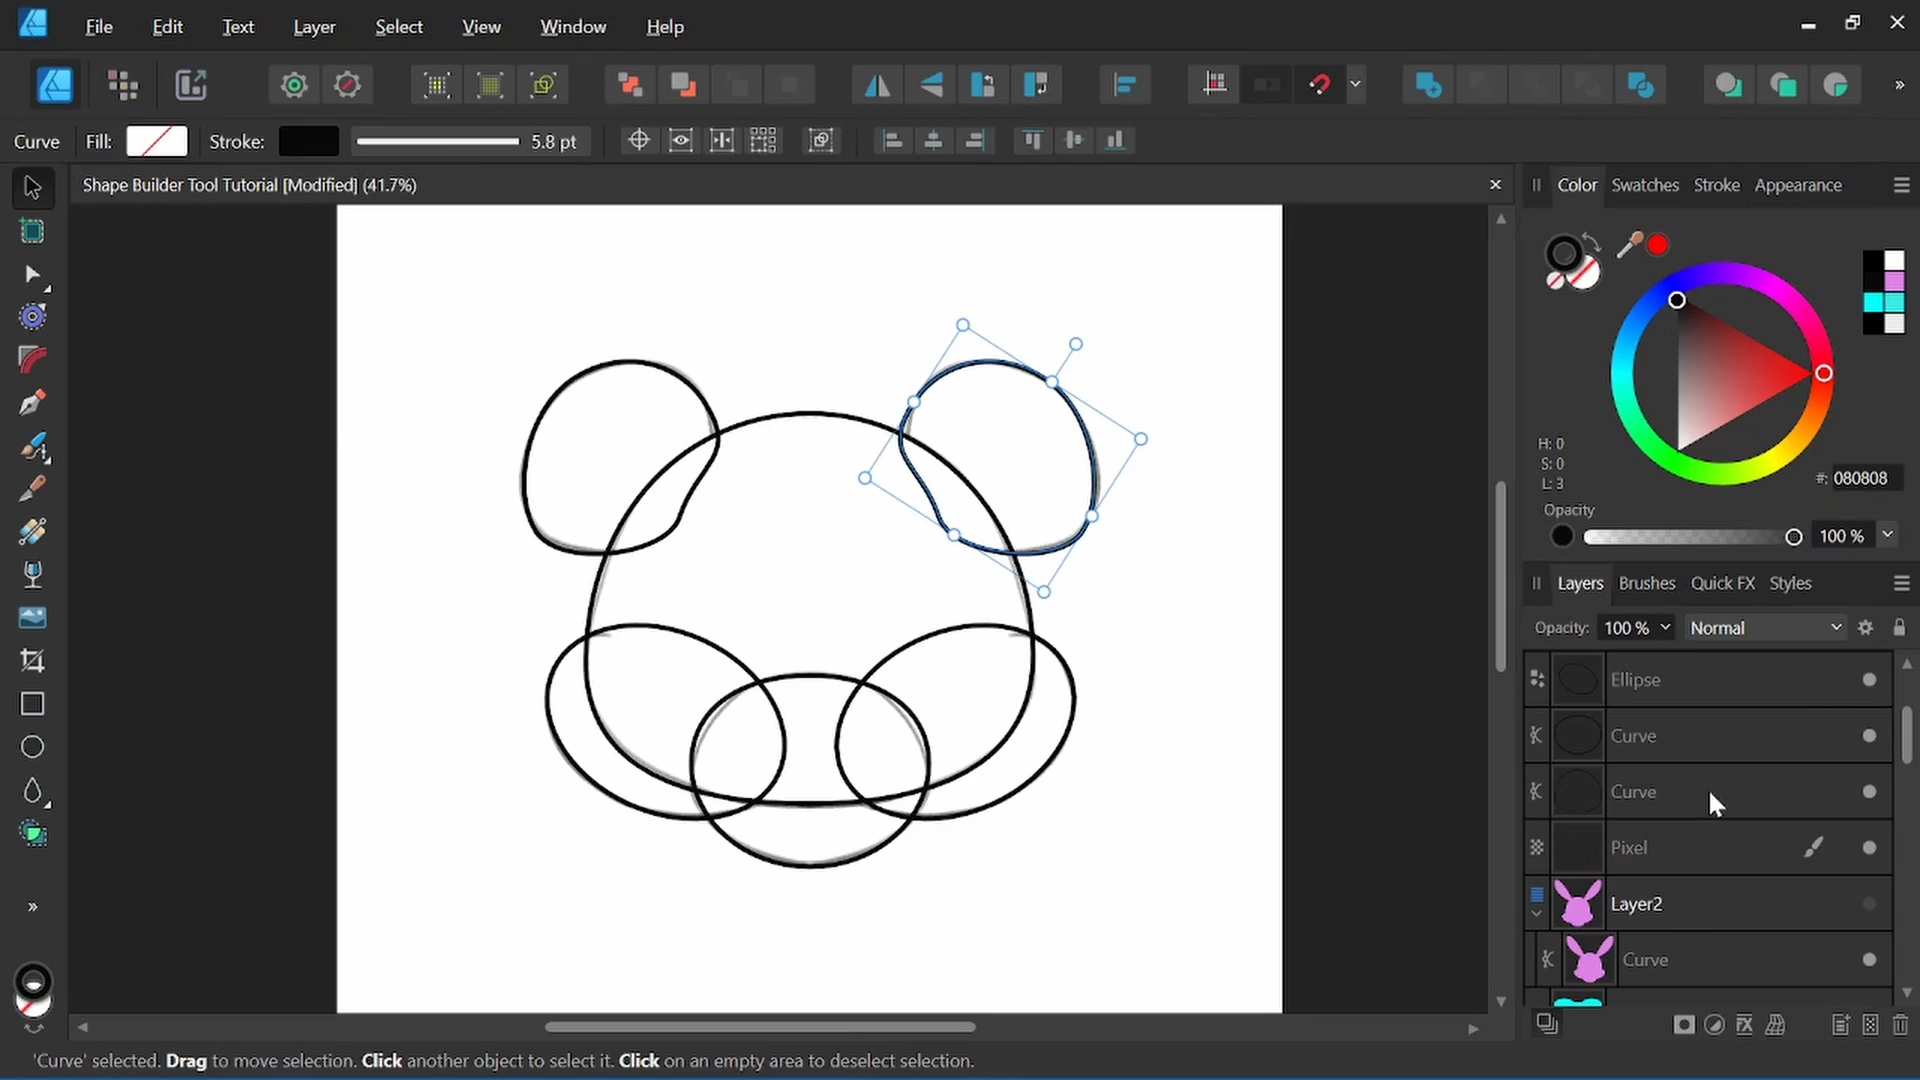 File Edit Text Layer Select View Window Help
Curve Fill: Stroke: 5.8 pt
Shape Builder Tool Tutorial [Modified] (41.7%)
Color Swatches Stroke Appearance
H: 0
S: 0
L: 3
#: 080808
Opacity
100 %
Layers Brushes Quick FX Styles
Opacity: 100 % Normal
Ellipse
Curve
Curve
Pixel
Layer2
Curve
'Curve' selected. Drag to move selection. Click another object to select it. Click on an empty area to deselect selection.